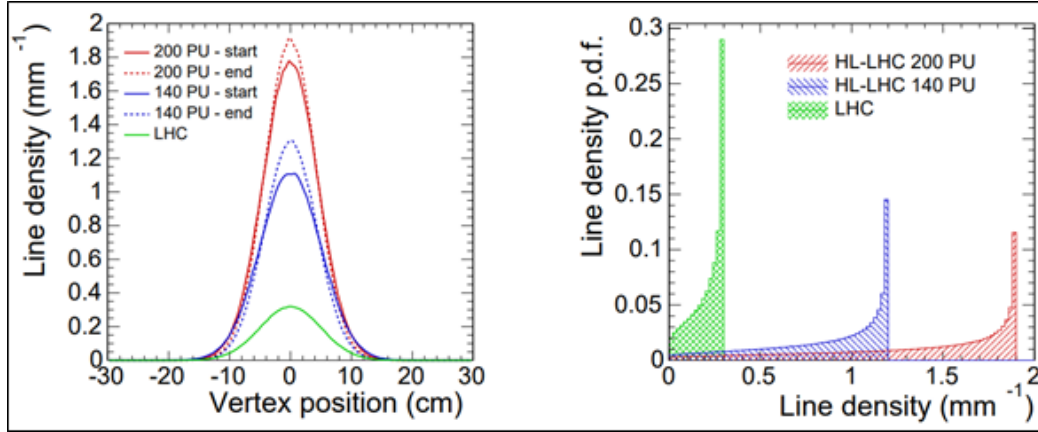 Line density (mm⁻¹)
2
1.8
1.6
1.4
1.2
1
0.8
0.6
0.4
0.2
0
200 PU - start
200 PU - end
140 PU - start
140 PU - end
LHC
-30 -20 -10 0 10 20 30
Vertex position (cm)
Line density p.d.f.
0.3
0.25
0.2
0.15
0.1
0.05
0
HL-LHC 200 PU
HL-LHC 140 PU
LHC
0 0.5 1 1.5 2
Line density (mm ⁻¹)